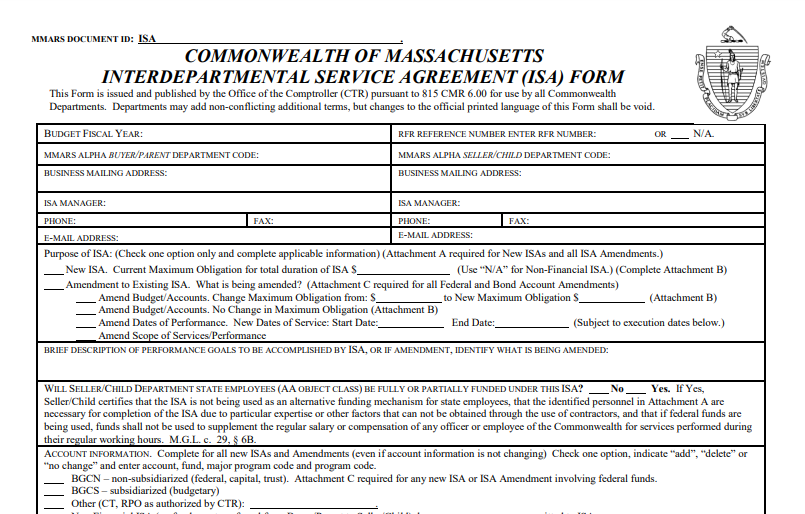 MMARS DOCUMENT ID: ISA .
COMMONWEALTH OF MASSACHUSETTS
INTERDEPARTMENTAL SERVICE AGREEMENT (ISA) FORM
This Form is issued and published by the Office of the Comptroller (CTR) pursuant to 815 CMR 6.00 for use by all Commonwealth
Departments. Departments may add non-conflicting additional terms, but changes to the official printed language of this Form shall be void.
BUDGET FISCAL YEAR:
RFR REFERENCE NUMBER ENTER RFR NUMBER: OR ___ N/A.
MMARS ALPHA BUYER/PARENT DEPARTMENT CODE:
MMARS ALPHA SELLER/CHILD DEPARTMENT CODE:
BUSINESS MAILING ADDRESS:
BUSINESS MAILING ADDRESS:
ISA MANAGER:
ISA MANAGER:
PHONE: FAX:
PHONE: FAX:
E-MAIL ADDRESS:
E-MAIL ADDRESS:
Purpose of ISA: (Check one option only and complete applicable information) (Attachment A required for New ISAs and all ISA Amendments.)
___ New ISA. Current Maximum Obligation for total duration of ISA $______________ (Use “N/A” for Non-Financial ISA.) (Complete Attachment B)
___ Amendment to Existing ISA. What is being amended? (Attachment C required for all Federal and Bond Account Amendments)
___ Amend Budget/Accounts. Change Maximum Obligation from: $__________ to New Maximum Obligation $__________ (Attachment B)
___ Amend Budget/Accounts. No Change in Maximum Obligation (Attachment B)
___ Amend Dates of Performance. New Dates of Service: Start Date:__________ End Date:___________ (Subject to execution dates below.)
___ Amend Scope of Services/Performance
BRIEF DESCRIPTION OF PERFORMANCE GOALS TO BE ACCOMPLISHED BY ISA, OR IF AMENDMENT, IDENTIFY WHAT IS BEING AMENDED:
WILL SELLER/CHILD DEPARTMENT STATE EMPLOYEES (AA OBJECT CLASS) BE FULLY OR PARTIALLY FUNDED UNDER THIS ISA? ___ No ___ Yes. If Yes,
Seller/Child certifies that the ISA is not being used as an alternative funding mechanism for state employees, that the identified personnel in Attachment A are
necessary for completion of the ISA due to particular expertise or other factors that can not be obtained through the use of contractors, and that if federal funds are
being used, funds shall not be used to supplement the regular salary or compensation of any officer or employee of the Commonwealth for services performed during
their regular working hours. M.G.L. c. 29, § 6B.
ACCOUNT INFORMATION. Complete for all new ISAs and Amendments (even if account information is not changing) Check one option, indicate “add”, “delete” or
“no change” and enter account, fund, major program code and program code.
___ BGCN – non-subsidiarized (federal, capital, trust). Attachment C required for any new ISA or ISA Amendment involving federal funds.
___ BGCS – subsidiarized (budgetary)
___ Other (CT, RPO as authorized by CTR): ____________________.